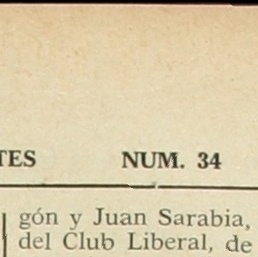 TES NUM. 34
gón y Juan Sarabia,
del Club Liberal, de